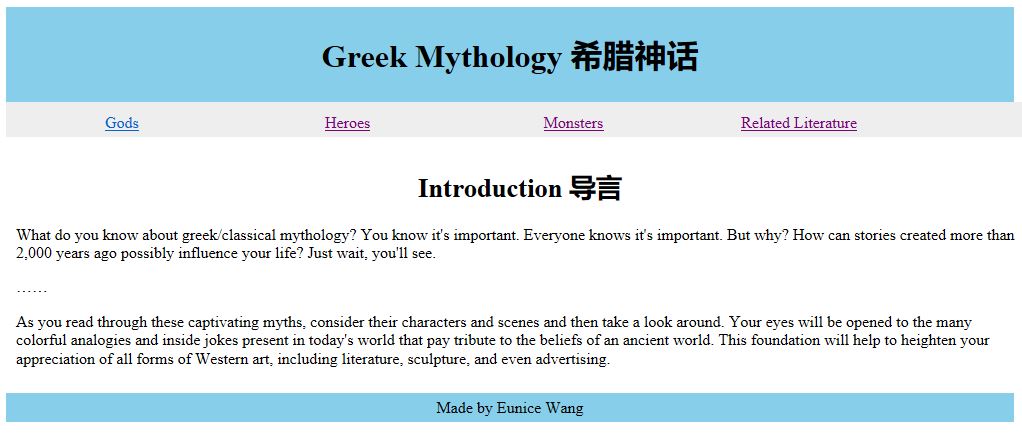 Greek Mythology 希腊神话
Gods Heroes Monsters Related Literature
Introduction 导言
What do you know about greek/classical mythology? You know it's important. Everyone knows it's important. But why? How can stories created more than
2,000 years ago possibly influence your life? Just wait, you'll see.
……
As you read through these captivating myths, consider their characters and scenes and then take a look around. Your eyes will be opened to the many
colorful analogies and inside jokes present in today's world that pay tribute to the beliefs of an ancient world. This foundation will help to heighten your
appreciation of all forms of Western art, including literature, sculpture, and even advertising.
Made by Eunice Wang